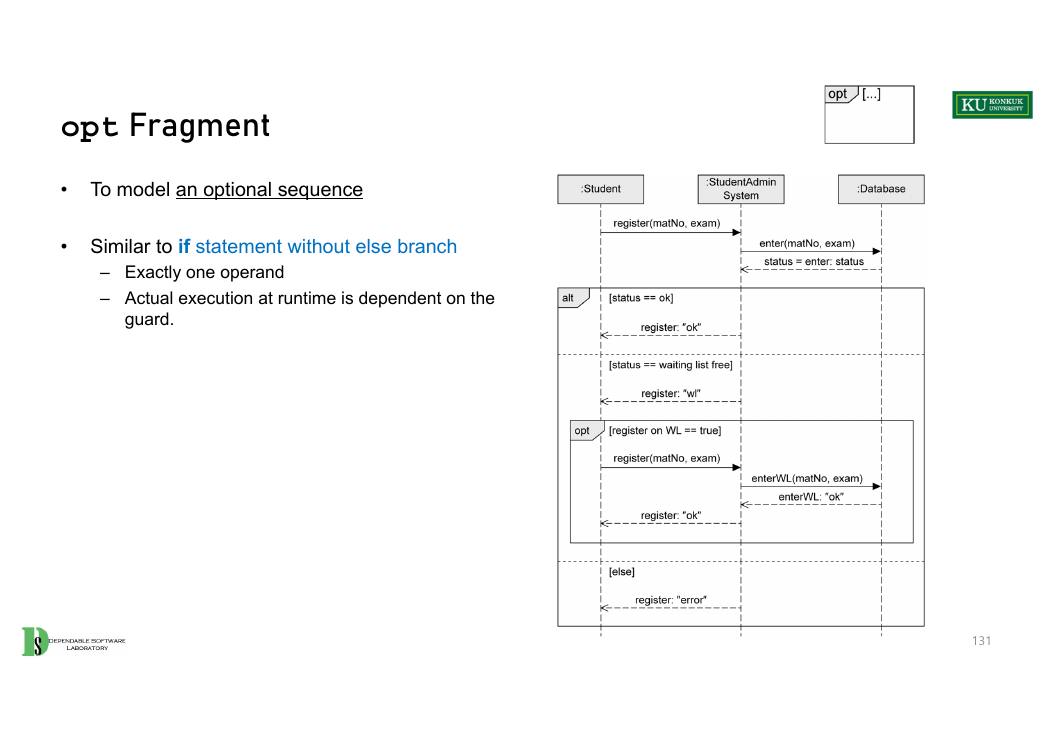 opt [...]
KU KONKUK
UNIVERSITY
opt Fragment
• To model an optional sequence
• Similar to if statement without else branch
– Exactly one operand
– Actual execution at runtime is dependent on the
guard.
:Student
:StudentAdmin
System
:Database
register(matNo, exam)
enter(matNo, exam)
status = enter: status
alt [status == ok]
register: "ok"
[status == waiting list free]
register: "wl"
opt [register on WL == true]
register(matNo, exam)
enterWL(matNo, exam)
enterWL: "ok"
register: "ok"
[else]
register: "error"
DS DEPENDABLE SOFTWARE
LABORATORY
131